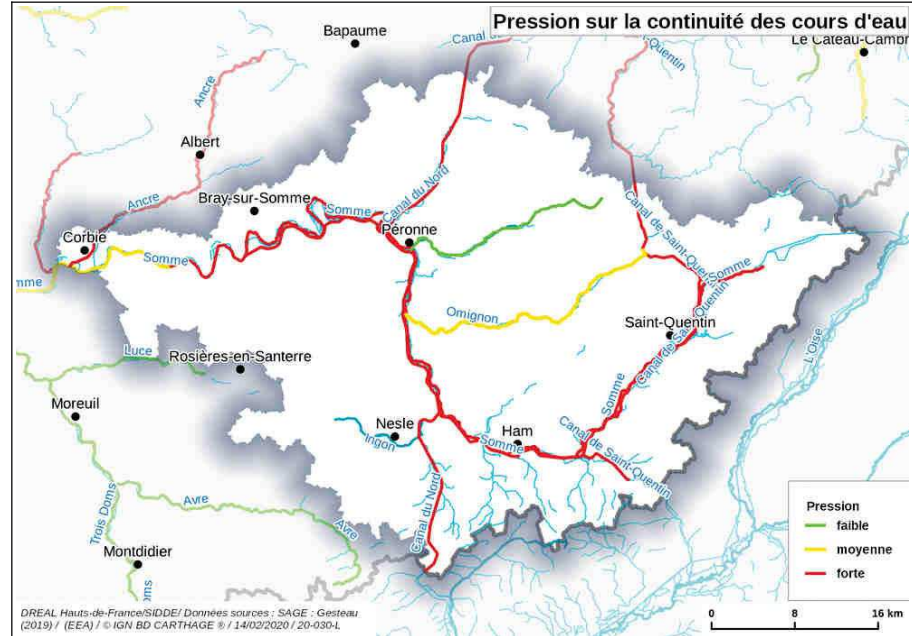 Pression sur la continuité des cours d'eau
Bapaume
Canal du
St-Quentin
Le Cateau-Cambr
Ancre
Albert
Canal du Nord
Ancre
Bray-sur-Somme
Somme
Corbie
Péronne
Canal de Saint-Quentin
Somme
Somme
mme
Omignon
Saint-Quentin
Canal de Saint-Quentin
L'Oise
Luce
Rosières-en-Santerre
Moreuil
Somme
Nesle
Ham
Ingon
Somme
Canal de Saint-Quentin
Canal du Nord
Avre
Avre
Trois Doms
Montdidier
oms
Pression
faible
moyenne
forte
DREAL Hauts-de-France/SIDDE/ Données sources : SAGE : Gesteau
(2019) / (EEA) / © IGN BD CARTHAGE ® / 14/02/2020 / 20-030-L
0 8 16 km